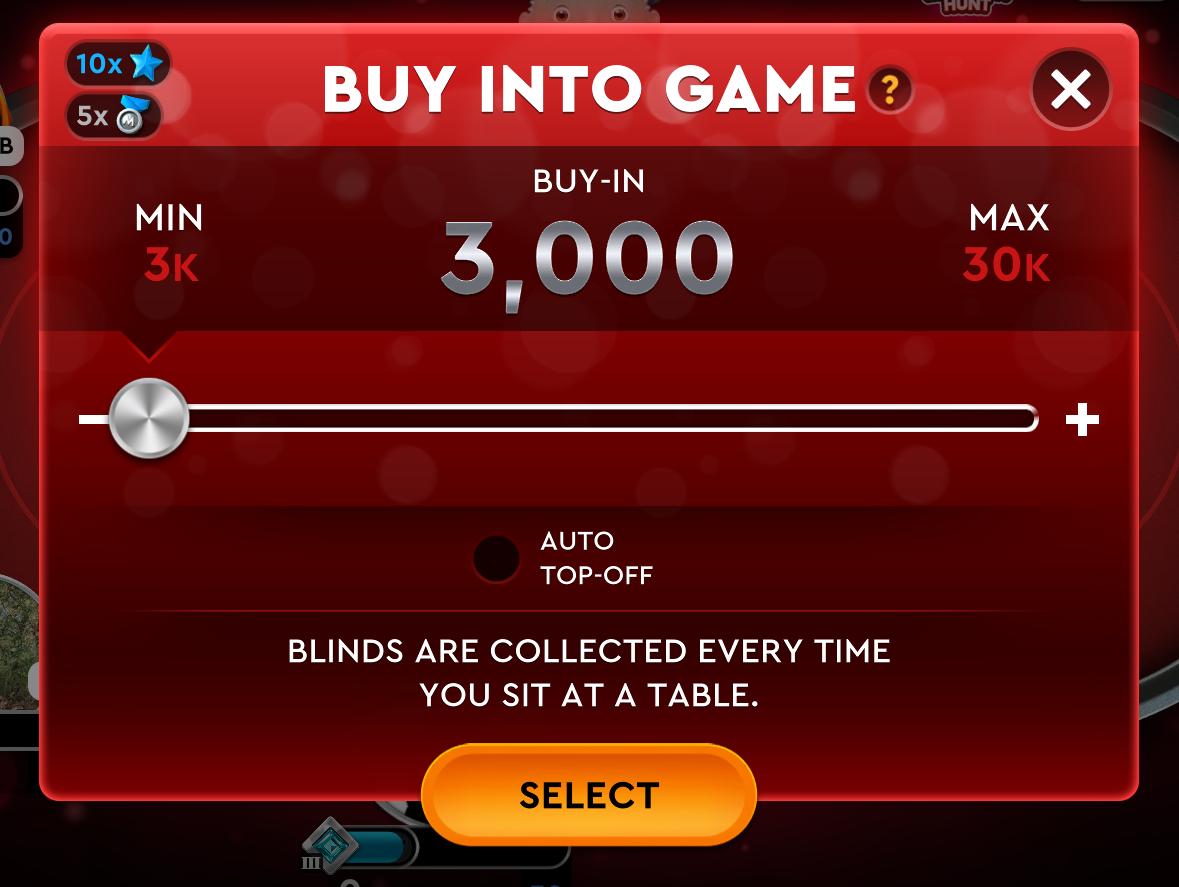 HUNT
10x
5x
BUY INTO GAME
?
B
0
BUY-IN
MIN
3K
3,000
MAX
30K
AUTO
TOP-OFF
BLINDS ARE COLLECTED EVERY TIME
YOU SIT AT A TABLE.
SELECT
III